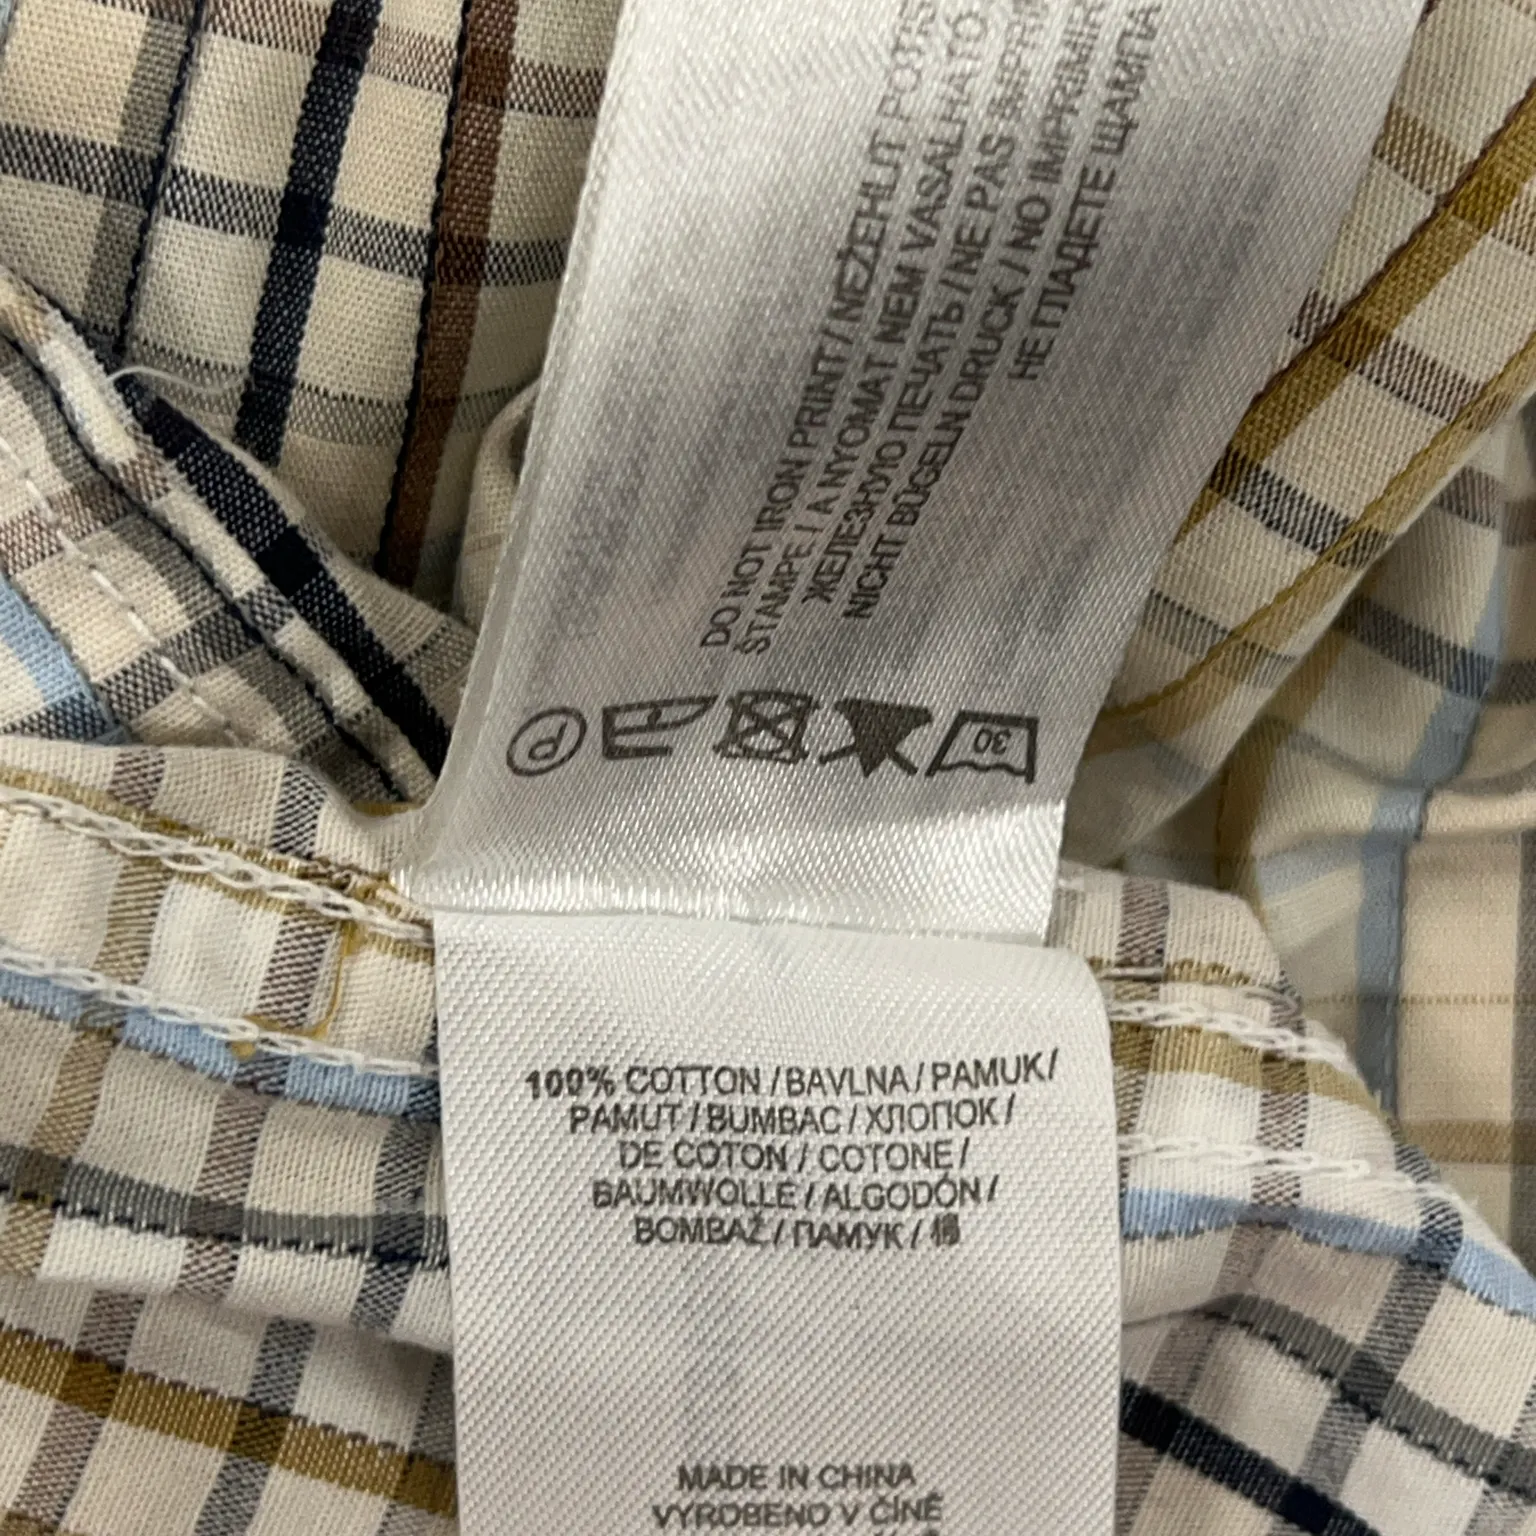 DO NOT IRON PRINT / NEŽEHLIT POTIS
ŠTAMPE / A NYOMAT NEM VASALHATÓ
ЖЕЛЕЗНУЮ ПЕЧАТЬ / NE PAS
NICHT BÜGELN DRUCK / NO IMPRIMIR
НЕ ГЛАДЕТЕ ЩАМПА
P
30
100% COTTON / BAVLNA / PAMUK /
PAMUT / BUMBAC / ХЛОПОК /
DE COTON / COTONE /
BAUMWOLLE / ALGODÓN /
BOMBAŽ / ПАМУК / 棉
MADE IN CHINA
VYROBENO V ČÍNĚ